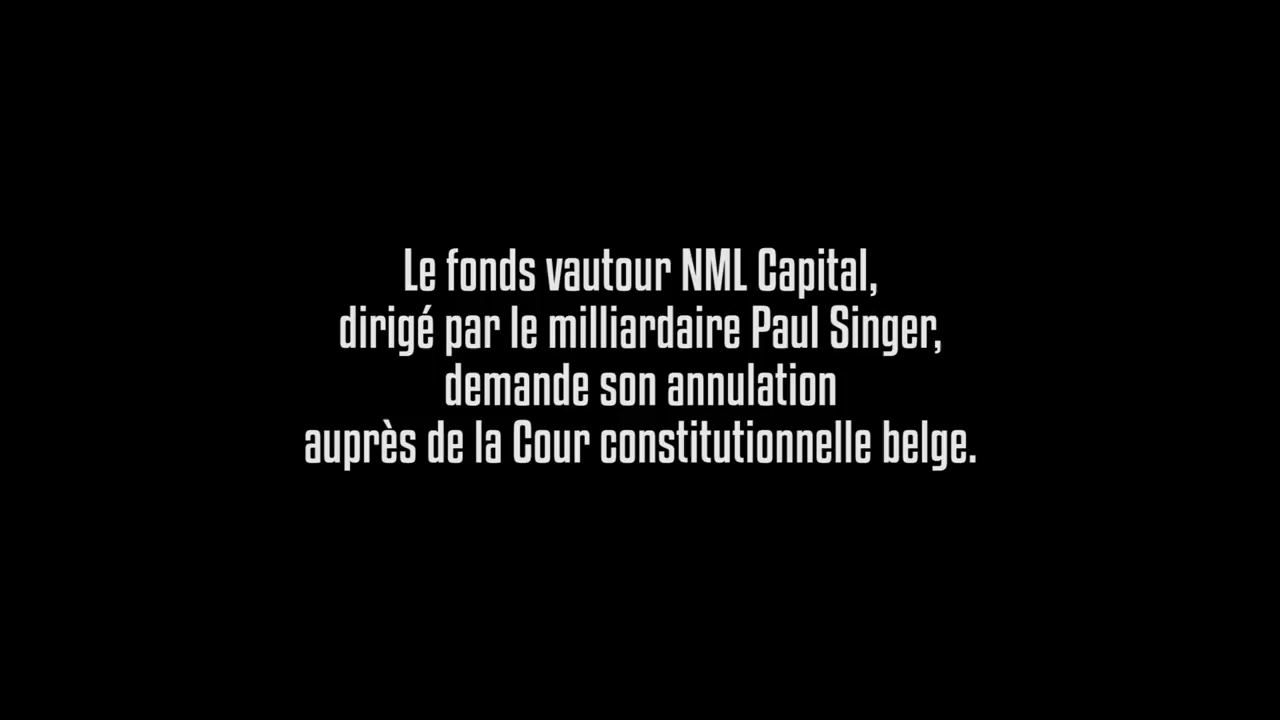 Le fonds vautour NML Capital,
dirigé par le milliardaire Paul Singer,
demande son annulation
auprès de la Cour constitutionnelle belge.